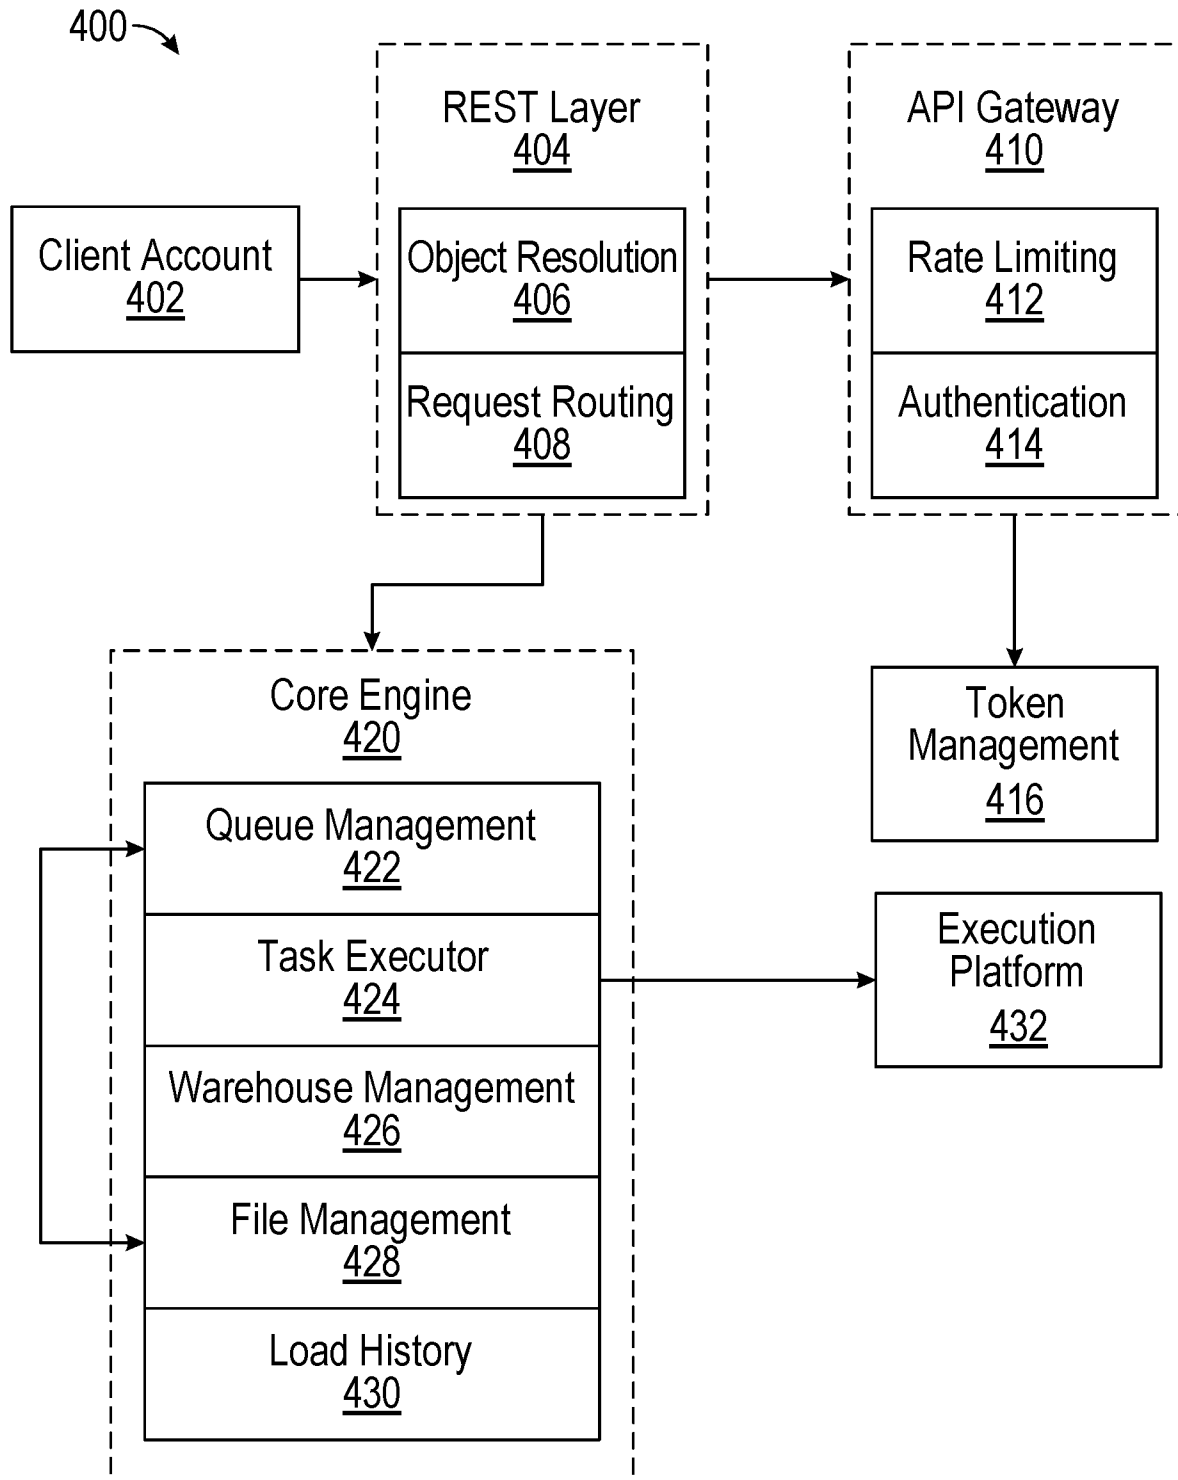 400
REST Layer
404
API Gateway
410
Client Account
402
Object Resolution
406
Rate Limiting
412
Request Routing
408
Authentication
414
Core Engine
420
Token
Management
416
Queue Management
422
Task Executor
424
Execution
Platform
432
Warehouse Management
426
File Management
428
Load History
430